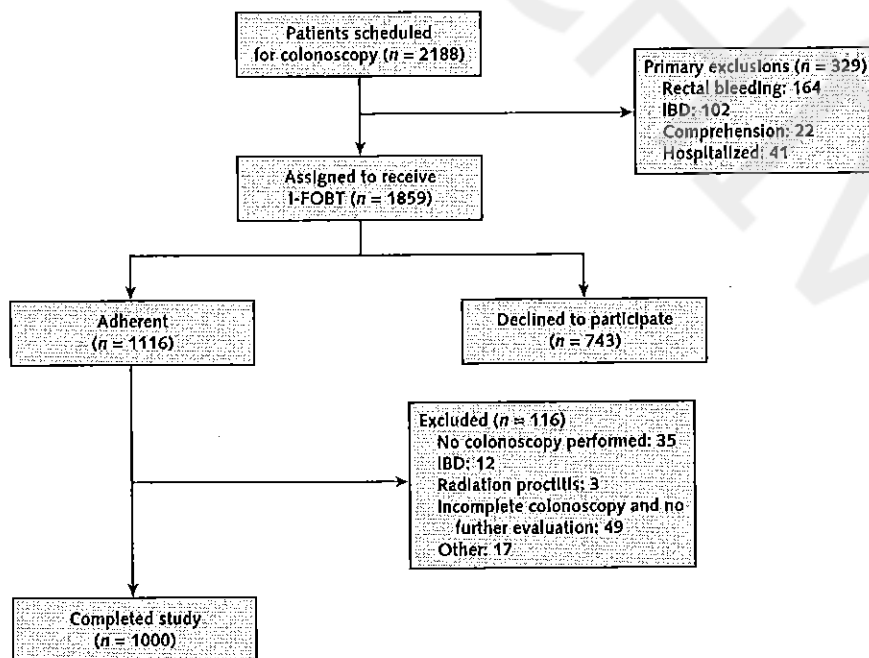 Patients scheduled
for colonoscopy (n = 2188)
Primary exclusions (n = 329)
Rectal bleeding: 164
IBD: 102
Comprehension: 22
Hospitalized: 41
Assigned to receive
I-FOBT (n = 1859)
Adherent
(n = 1116)
Declined to participate
(n = 743)
Excluded (n = 116)
No colonoscopy performed: 35
IBD: 12
Radiation proctitis: 3
Incomplete colonoscopy and no
further evaluation: 49
Other: 17
Completed study
(n = 1000)